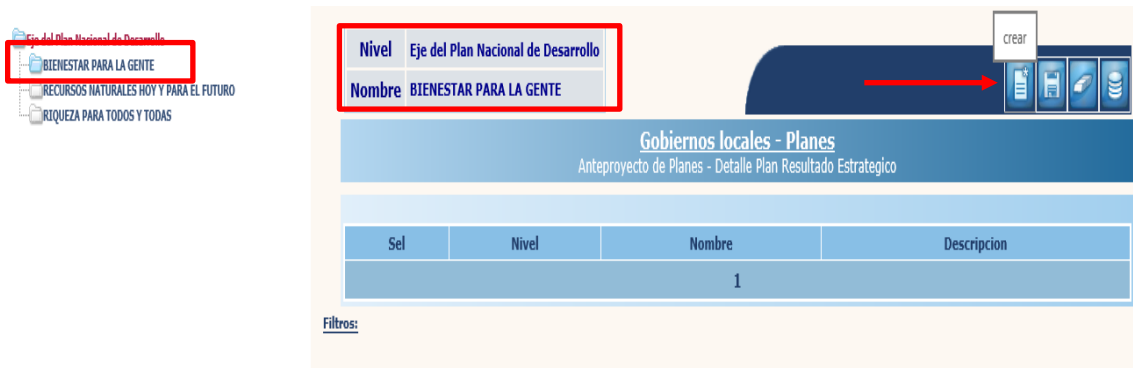 Eje del Plan Nacional de Desarrollo
BIENESTAR PARA LA GENTE
RECURSOS NATURALES HOY Y PARA EL FUTURO
RIQUEZA PARA TODOS Y TODAS
Nivel Eje del Plan Nacional de Desarrollo
Nombre BIENESTAR PARA LA GENTE
crear
Gobiernos locales - Planes
Anteproyecto de Planes - Detalle Plan Resultado Estrategico
Sel Nivel Nombre Descripcion
1
Filtros: